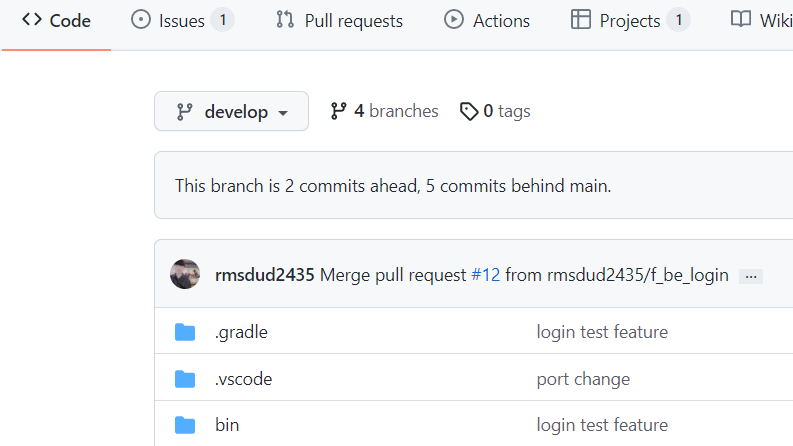 Code Issues 1 Pull requests Actions Projects 1 Wiki
develop 4 branches 0 tags
This branch is 2 commits ahead, 5 commits behind main.
rmsdud2435 Merge pull request #12 from rmsdud2435/f_be_login ...
.gradle login test feature
.vscode port change
bin login test feature